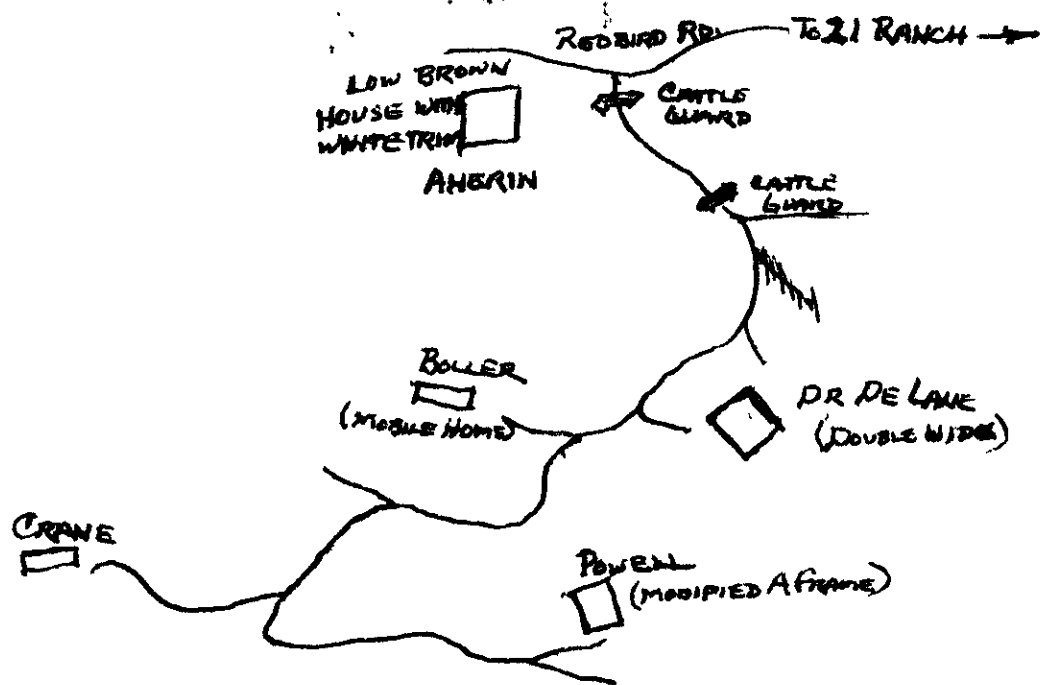 REDBIRD RD.
TO 21 RANCH
LOW BROWN
HOUSE WITH
WHITE TRIM
AHERIN
CATTLE
GUARD
CATTLE
GUARD
BOLLER
(MOBILE HOME)
DR DE LANE
(DOUBLE WIDE)
CRANE
POWELL
(MODIFIED A FRAME)